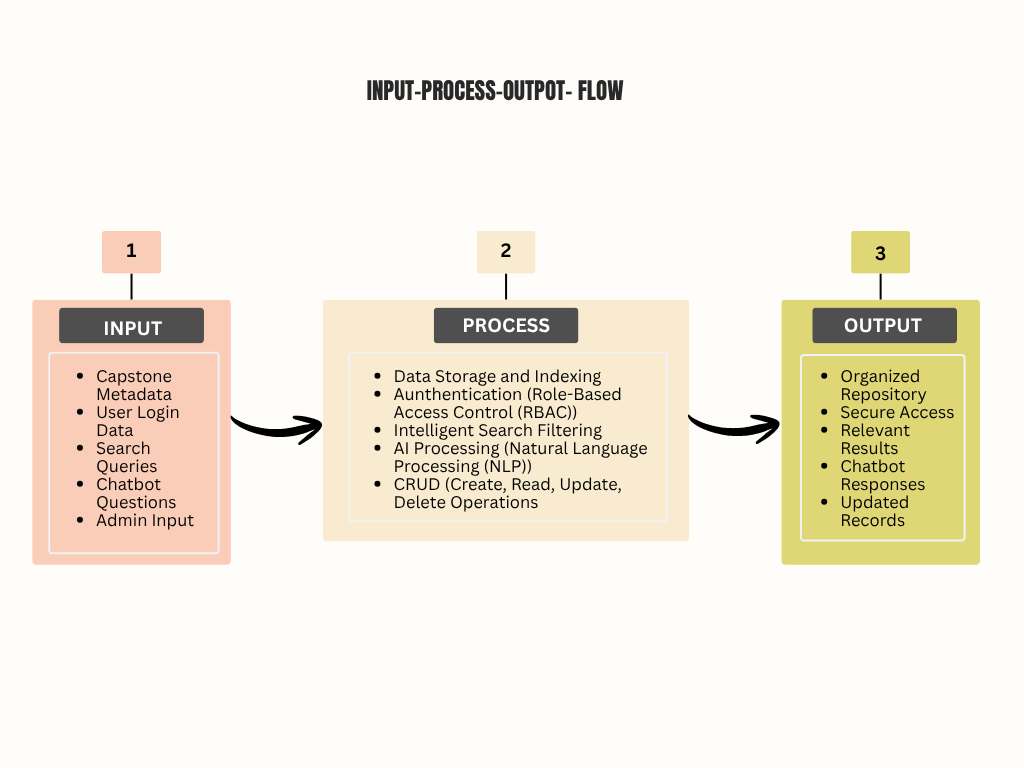 INPUT-PROCESS-OUTPOT- FLOW
1
INPUT
• Capstone
Metadata
• User Login
Data
• Search
Queries
• Chatbot
Questions
• Admin Input
2
PROCESS
• Data Storage and Indexing
• Aunthentication (Role-Based
Access Control (RBAC))
• Intelligent Search Filtering
• AI Processing (Natural Language
Processing (NLP))
• CRUD (Create, Read, Update,
Delete Operations
3
OUTPUT
• Organized
Repository
• Secure Access
• Relevant
Results
• Chatbot
Responses
• Updated
Records